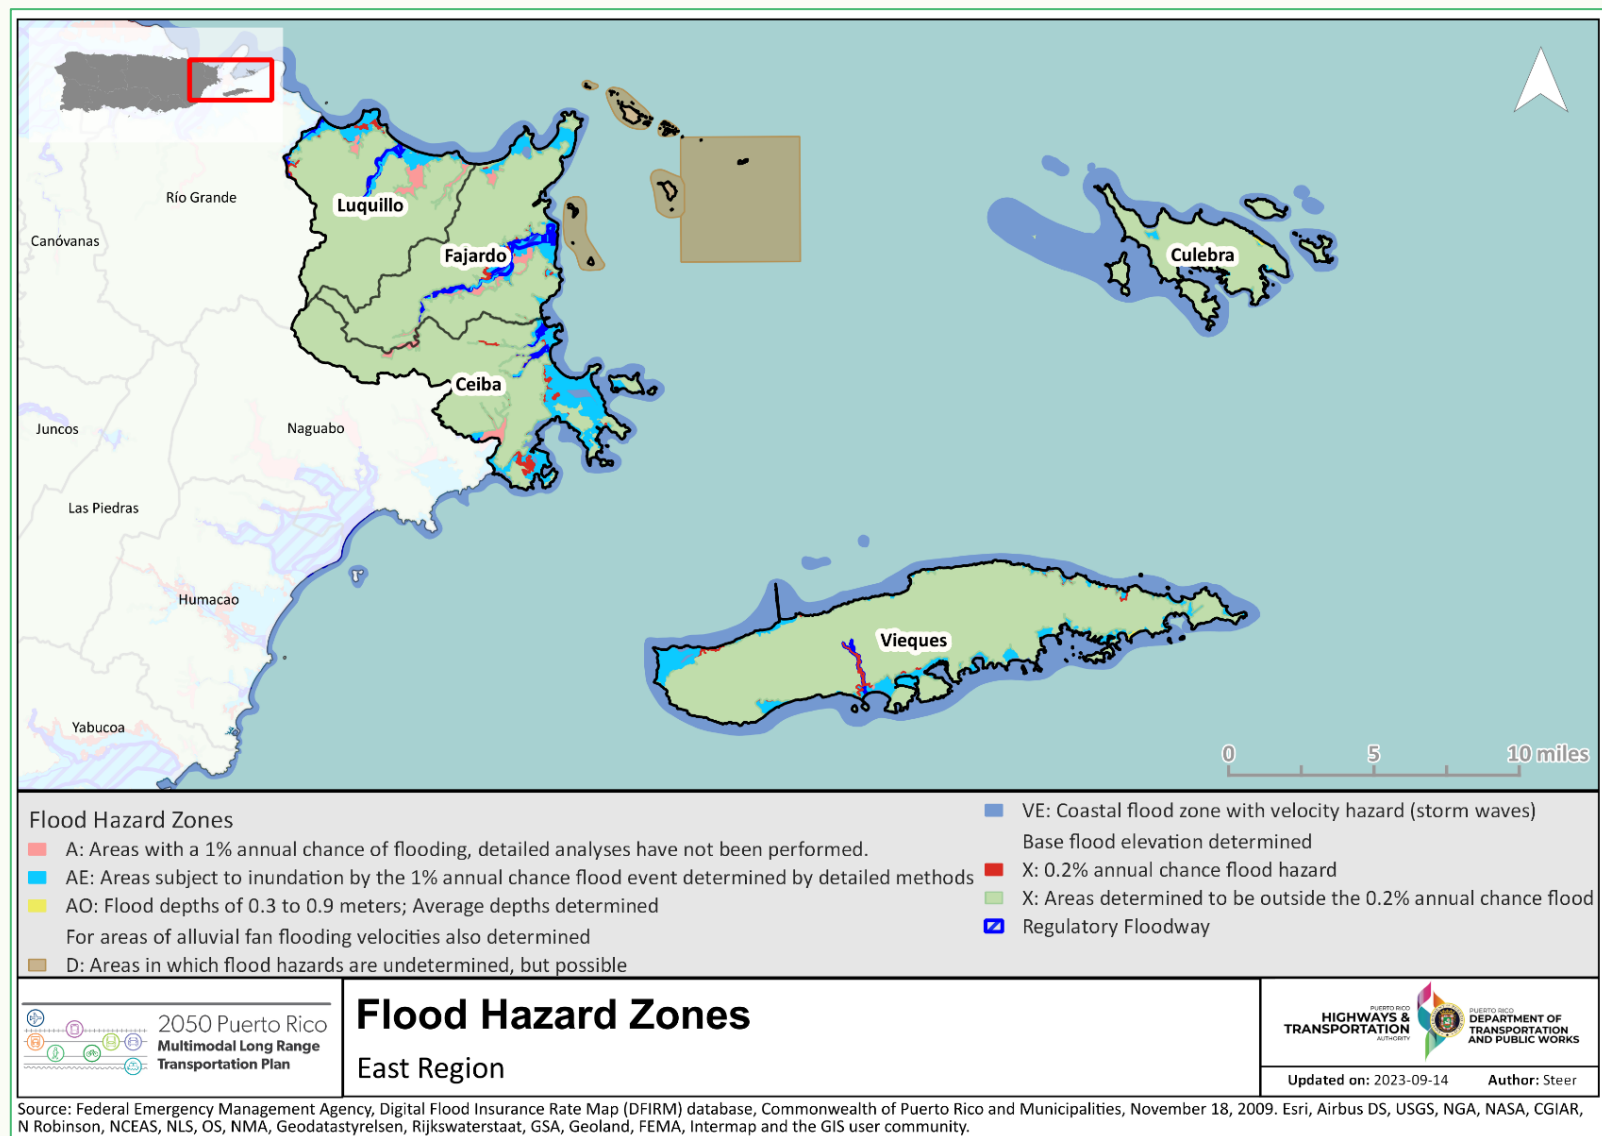 Río Grande
Canóvanas
Luquillo
Fajardo
Culebra
Ceiba
Juncos
Naguabo
Las Piedras
Humacao
Vieques
Yabucoa
0 5 10 miles
Flood Hazard Zones
A: Areas with a 1% annual chance of flooding, detailed analyses have not been performed.
AE: Areas subject to inundation by the 1% annual chance flood event determined by detailed methods
AO: Flood depths of 0.3 to 0.9 meters; Average depths determined
For areas of alluvial fan flooding velocities also determined
D: Areas in which flood hazards are undetermined, but possible
VE: Coastal flood zone with velocity hazard (storm waves)
Base flood elevation determined
X: 0.2% annual chance flood hazard
X: Areas determined to be outside the 0.2% annual chance flood
Regulatory Floodway
2050 Puerto Rico
Multimodal Long Range
Transportation Plan
Flood Hazard Zones
East Region
PUERTO RICO
HIGHWAYS &
TRANSPORTATION
AUTHORITY
PUERTO RICO
DEPARTMENT OF
TRANSPORTATION
AND PUBLIC WORKS
Updated on: 2023-09-14 Author: Steer
Source: Federal Emergency Management Agency, Digital Flood Insurance Rate Map (DFIRM) database, Commonwealth of Puerto Rico and Municipalities, November 18, 2009. Esri, Airbus DS, USGS, NGA, NASA, CGIAR,
N Robinson, NCEAS, NLS, OS, NMA, Geodatastyrelsen, Rijkswaterstaat, GSA, Geoland, FEMA, Intermap and the GIS user community.